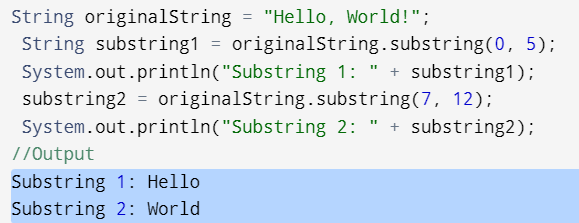 String originalString = "Hello, World!";
String substring1 = originalString.substring(0, 5);
System.out.println("Substring 1: " + substring1);
substring2 = originalString.substring(7, 12);
System.out.println("Substring 2: " + substring2);
//Output
Substring 1: Hello
Substring 2: World